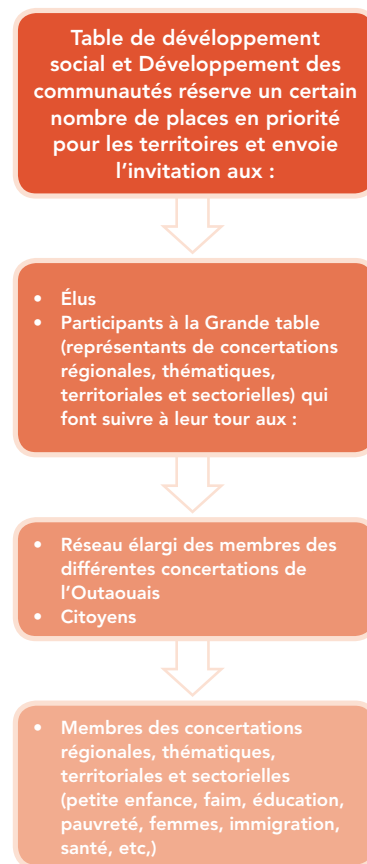 Table de dévéloppement
social et Développement des
communautés réserve un certain
nombre de places en priorité
pour les territoires et envoie
l'invitation aux :
• Élus
• Participants à la Grande table
(représentants de concertations
régionales, thématiques,
territoriales et sectorielles) qui
font suivre à leur tour aux :
• Réseau élargi des membres des
différentes concertations de
l'Outaouais
• Citoyens
• Membres des concertations
régionales, thématiques,
territoriales et sectorielles
(petite enfance, faim, éducation,
pauvreté, femmes, immigration,
santé, etc,)